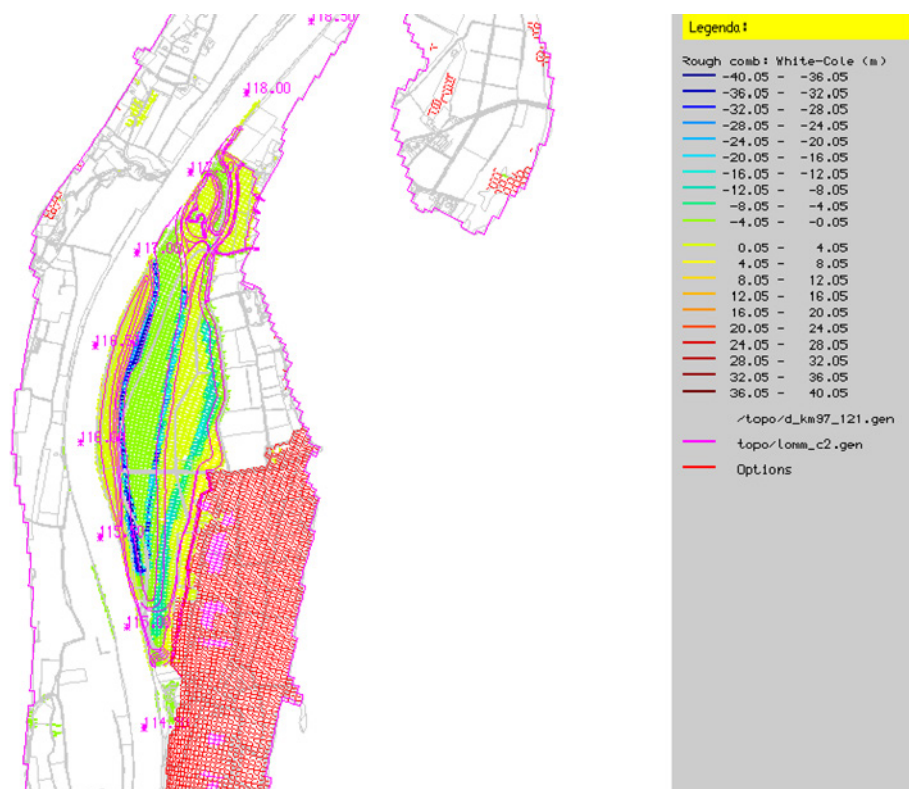 118.50
118.00
117.00
114.
Legenda:
Rough comb: White-Cole (m)
-40.05 - -36.05
-36.05 - -32.05
-32.05 - -28.05
-28.05 - -24.05
-24.05 - -20.05
-20.05 - -16.05
-16.05 - -12.05
-12.05 - -8.05
-8.05 - -4.05
-4.05 - -0.05
0.05 - 4.05
4.05 - 8.05
8.05 - 12.05
12.05 - 16.05
16.05 - 20.05
20.05 - 24.05
24.05 - 28.05
28.05 - 32.05
32.05 - 36.05
36.05 - 40.05
/topo/d_km97_121.gen
topo/lomm_c2.gen
Options